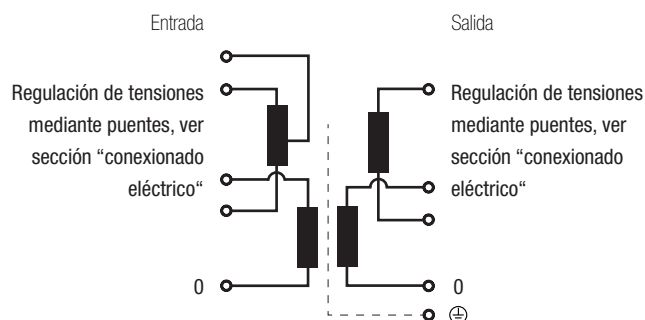 Entrada
Salida
Regulación de tensiones
mediante puentes, ver
sección “conexionado
eléctrico“
Regulación de tensiones
mediante puentes, ver
sección “conexionado
eléctrico“
0
0